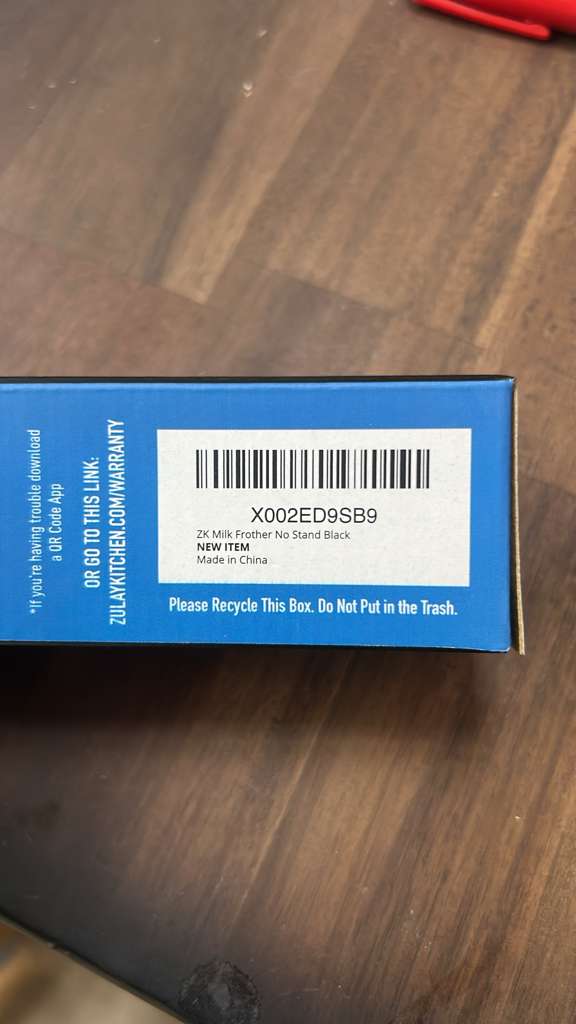 *If you're having trouble download
a QR Code App
OR GO TO THIS LINK:
ZULAYKITCHEN.COM/WARRANTY
X002ED9SB9
ZK Milk Frother No Stand Black
NEW ITEM
Made in China
Please Recycle This Box. Do Not Put in the Trash.